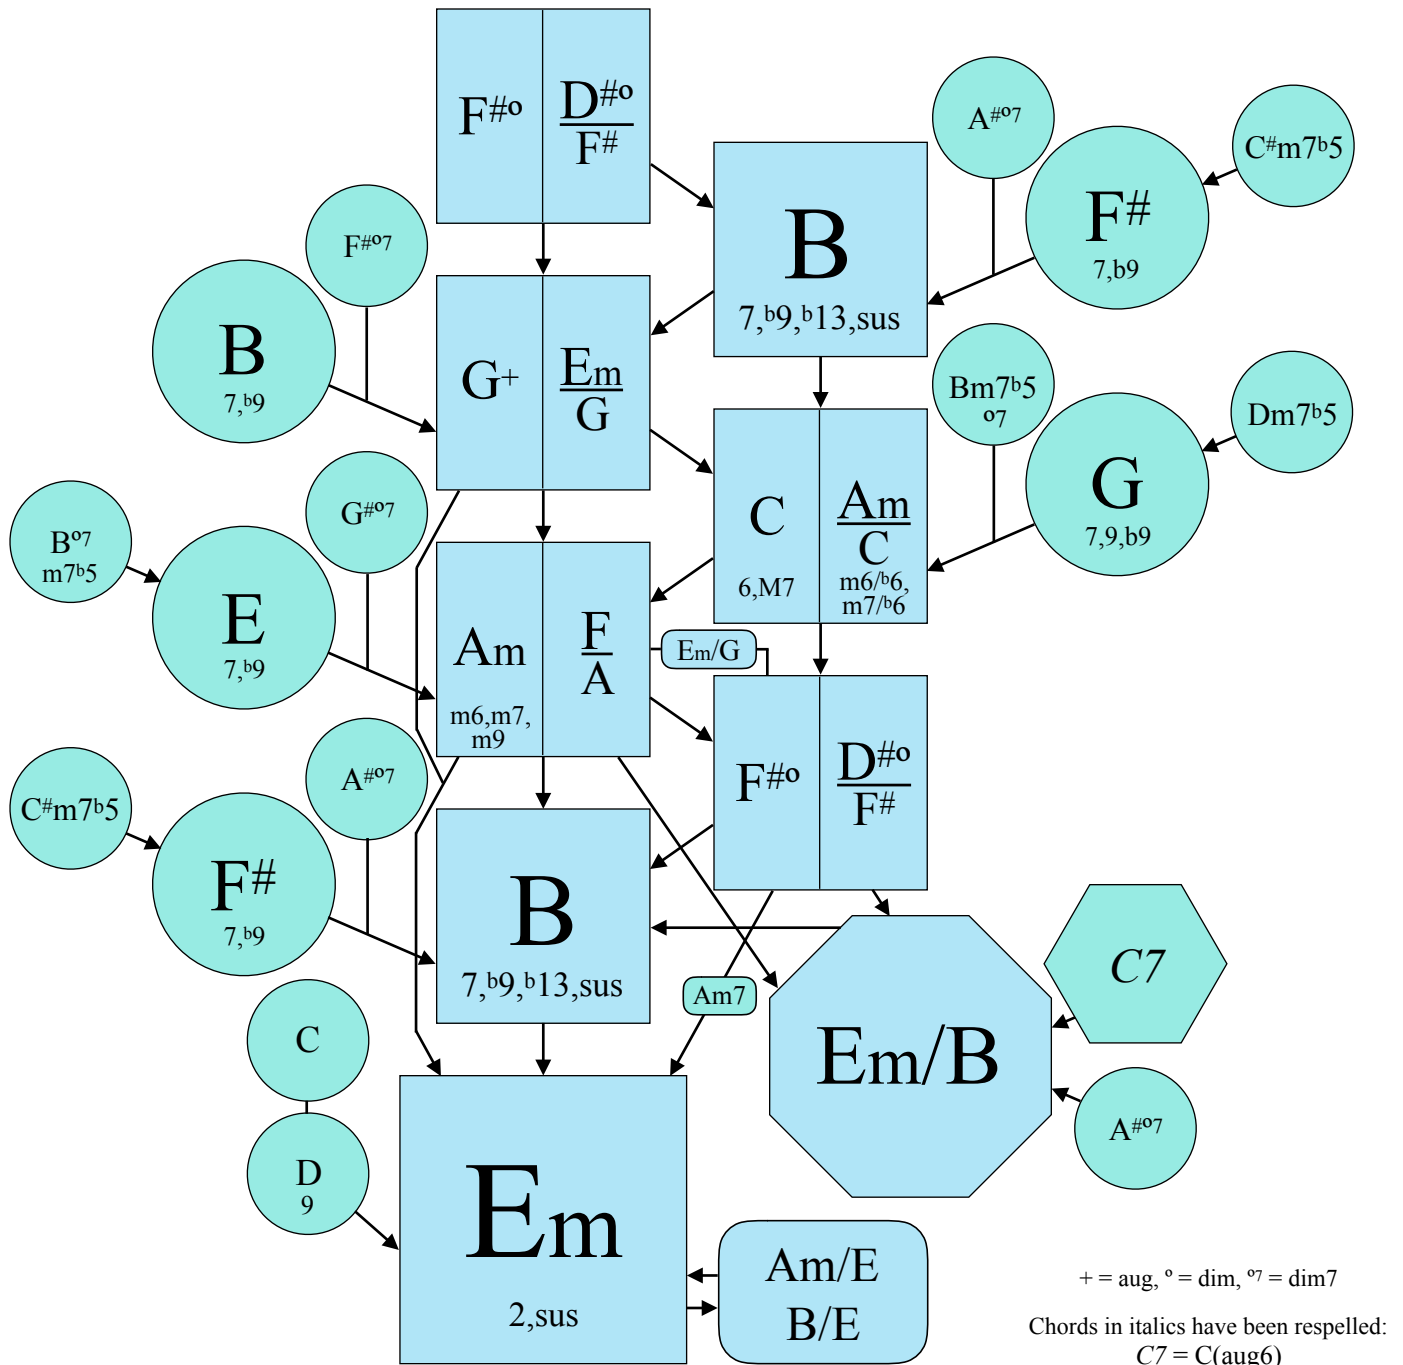 F#º
D#º
F#
A#º7
C#m7b5
F#
7,b9
B
7,b9,b13,sus
F#º7
B
7,b9
G+
Em
G
Bm7b5
º7
Dm7b5
G
7,9,b9
C
6,M7
Am
C
m6/b6,
m7/b6
G#º7
Bº7
m7b5
E
7,b9
Am
m6,m7,
m9
F
A
Em/G
F#º
D#º
F#
A#º7
C#m7b5
F#
7,b9
B
7,b9,b13,sus
Am7
C7
Em/B
A#º7
C
D
9
Em
2,sus
Am/E
B/E
+ = aug, º = dim, º7 = dim7
Chords in italics have been respelled:
C7 = C(aug6)